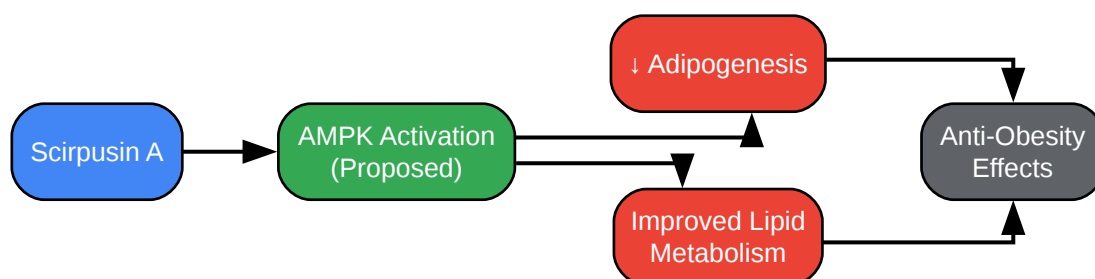 Scirpusin A
AMPK Activation
(Proposed)
↓ Adipogenesis
Improved Lipid
Metabolism
Anti-Obesity
Effects